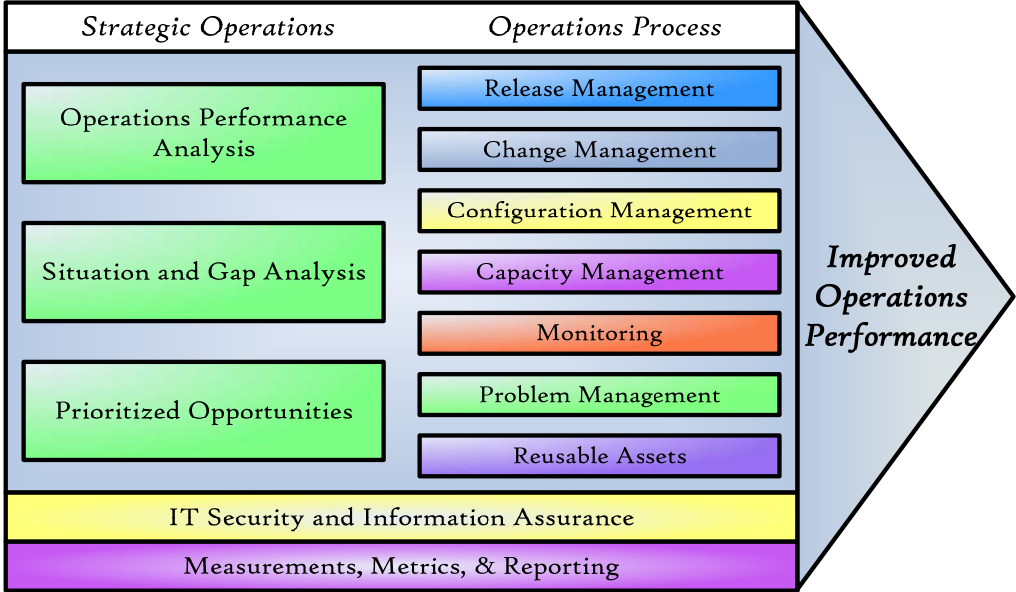 Strategic Operations
Operations Process
Operations Performance
Analysis
Situation and Gap Analysis
Prioritized Opportunities
Release Management
Change Management
Configuration Management
Capacity Management
Monitoring
Problem Management
Reusable Assets
IT Security and Information Assurance
Measurements, Metrics, & Reporting
Improved
Operations
Performance